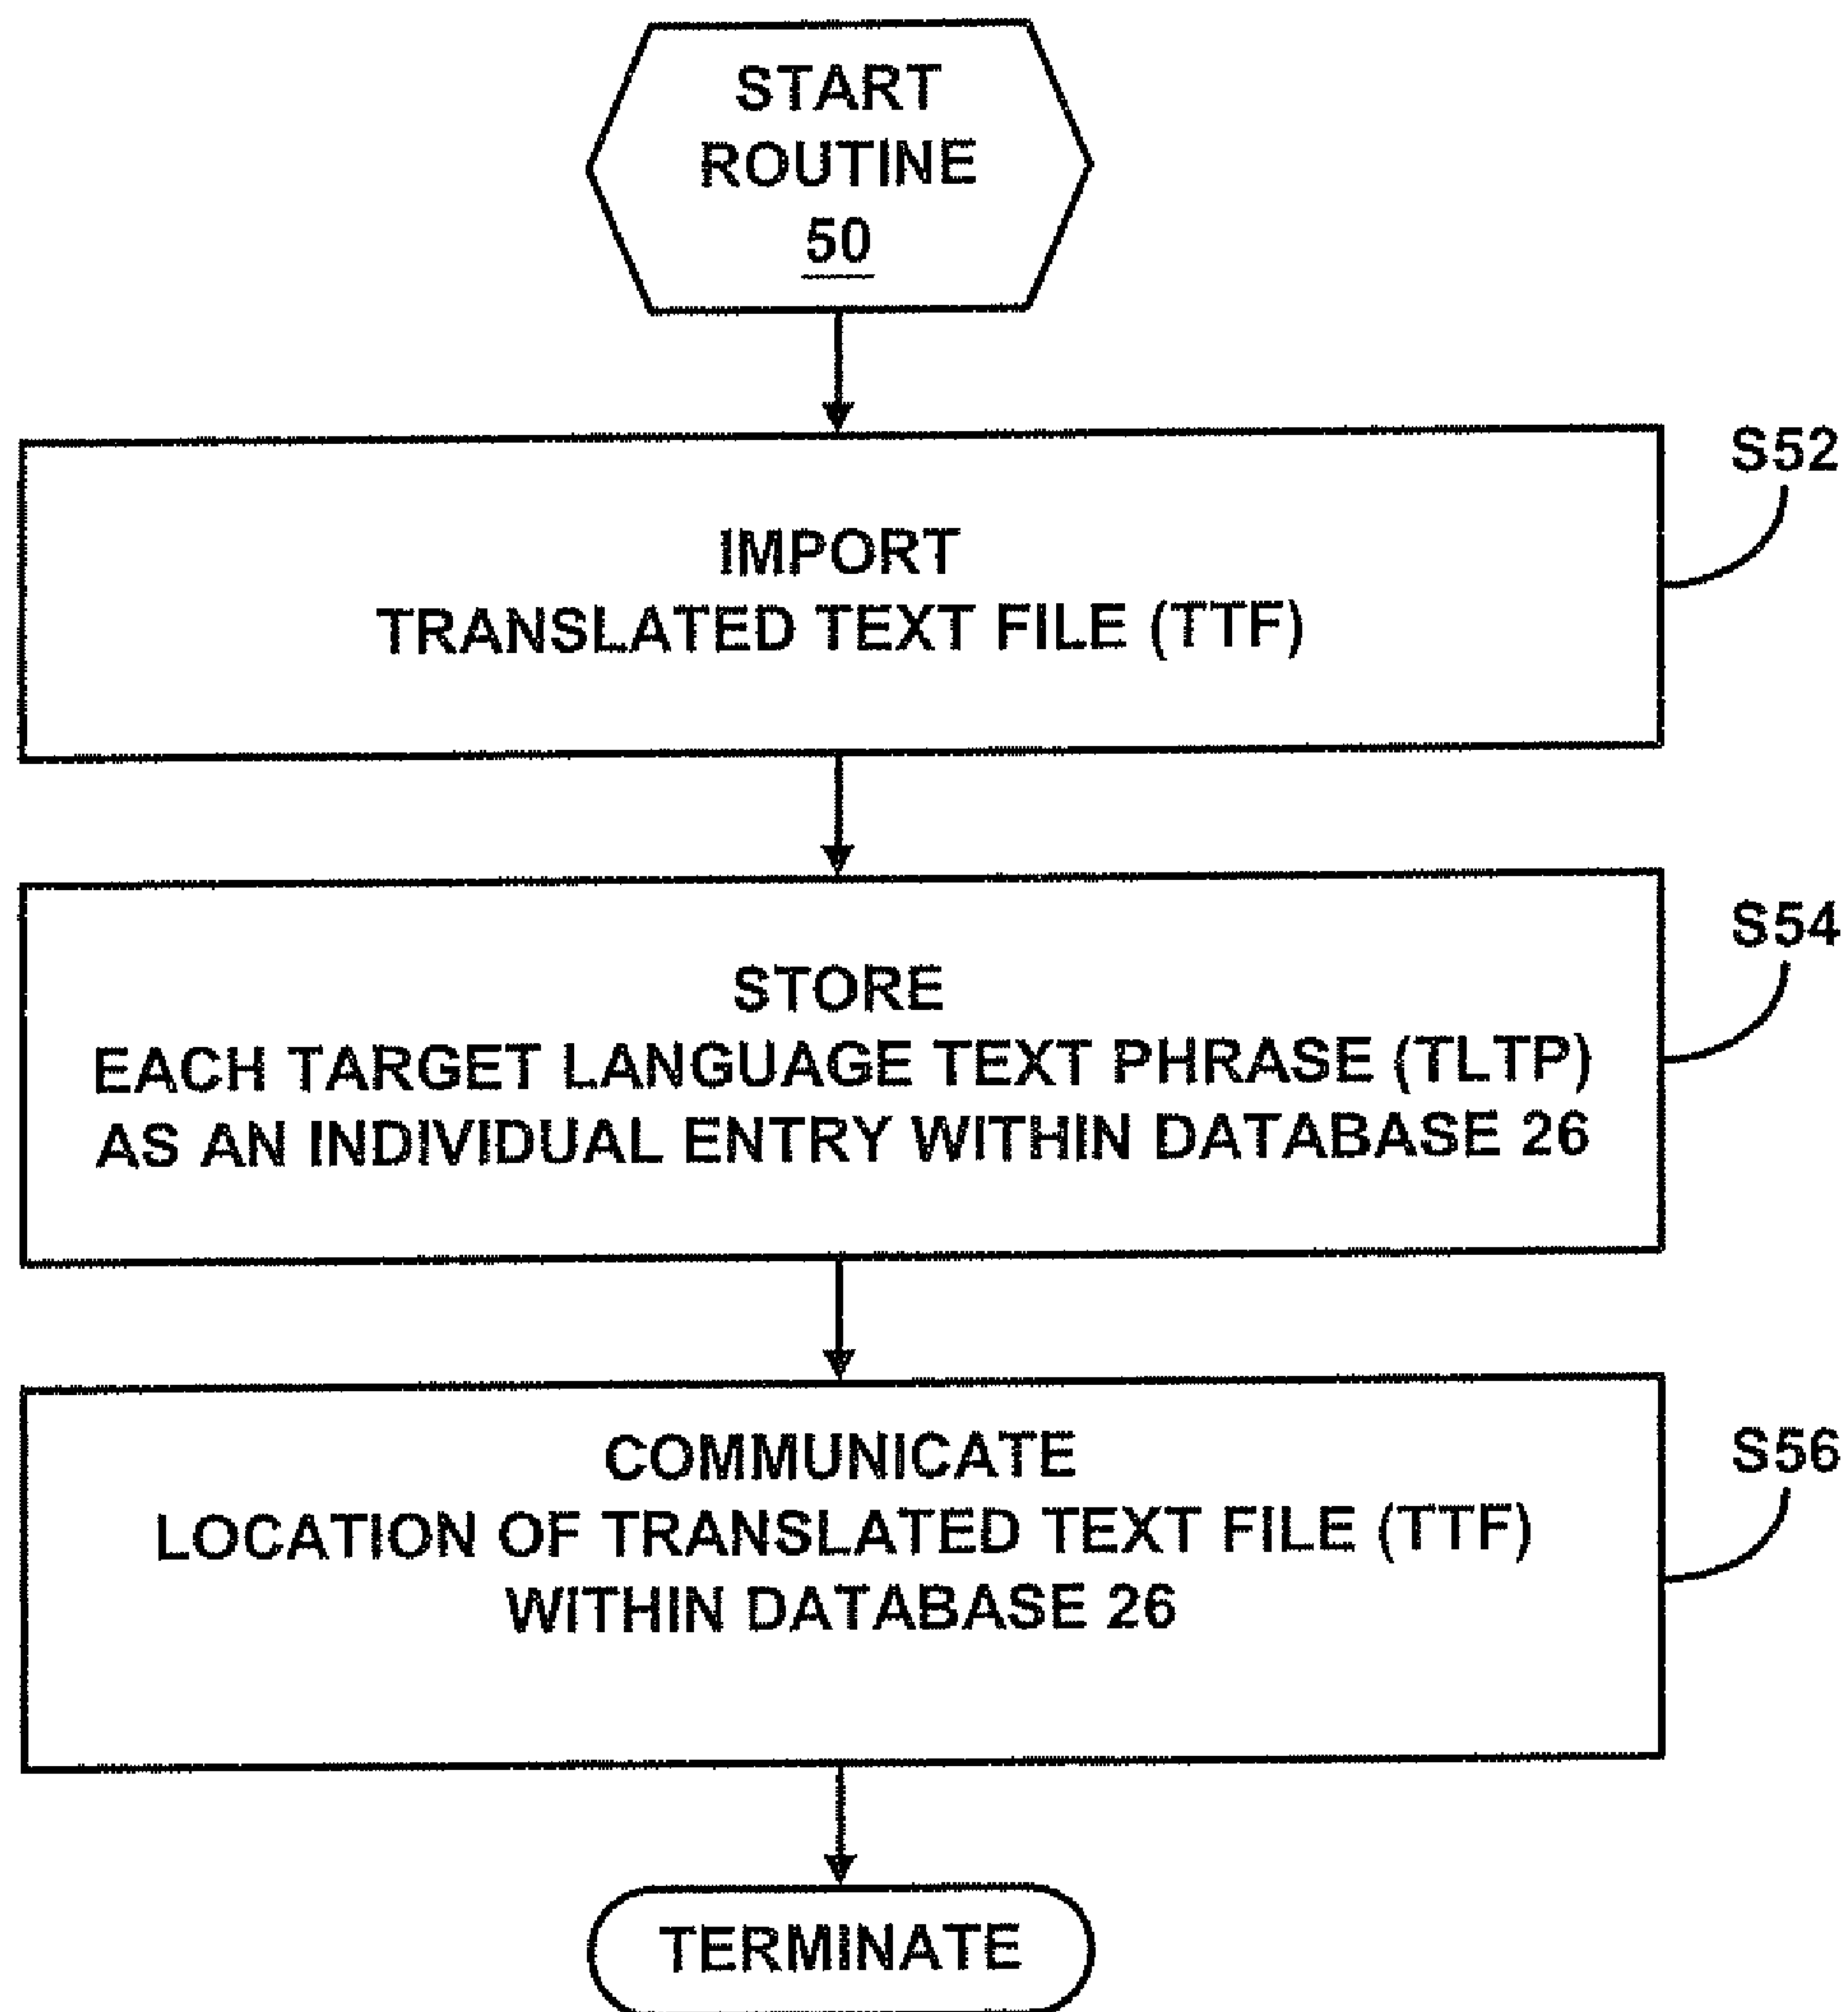 START
ROUTINE
50
IMPORT
TRANSLATED TEXT FILE (TTF)
S52
STORE
EACH TARGET LANGUAGE TEXT PHRASE (TLTP)
AS AN INDIVIDUAL ENTRY WITHIN DATABASE 26
S54
COMMUNICATE
LOCATION OF TRANSLATED TEXT FILE (TTF)
WITHIN DATABASE 26
S56
TERMINATE